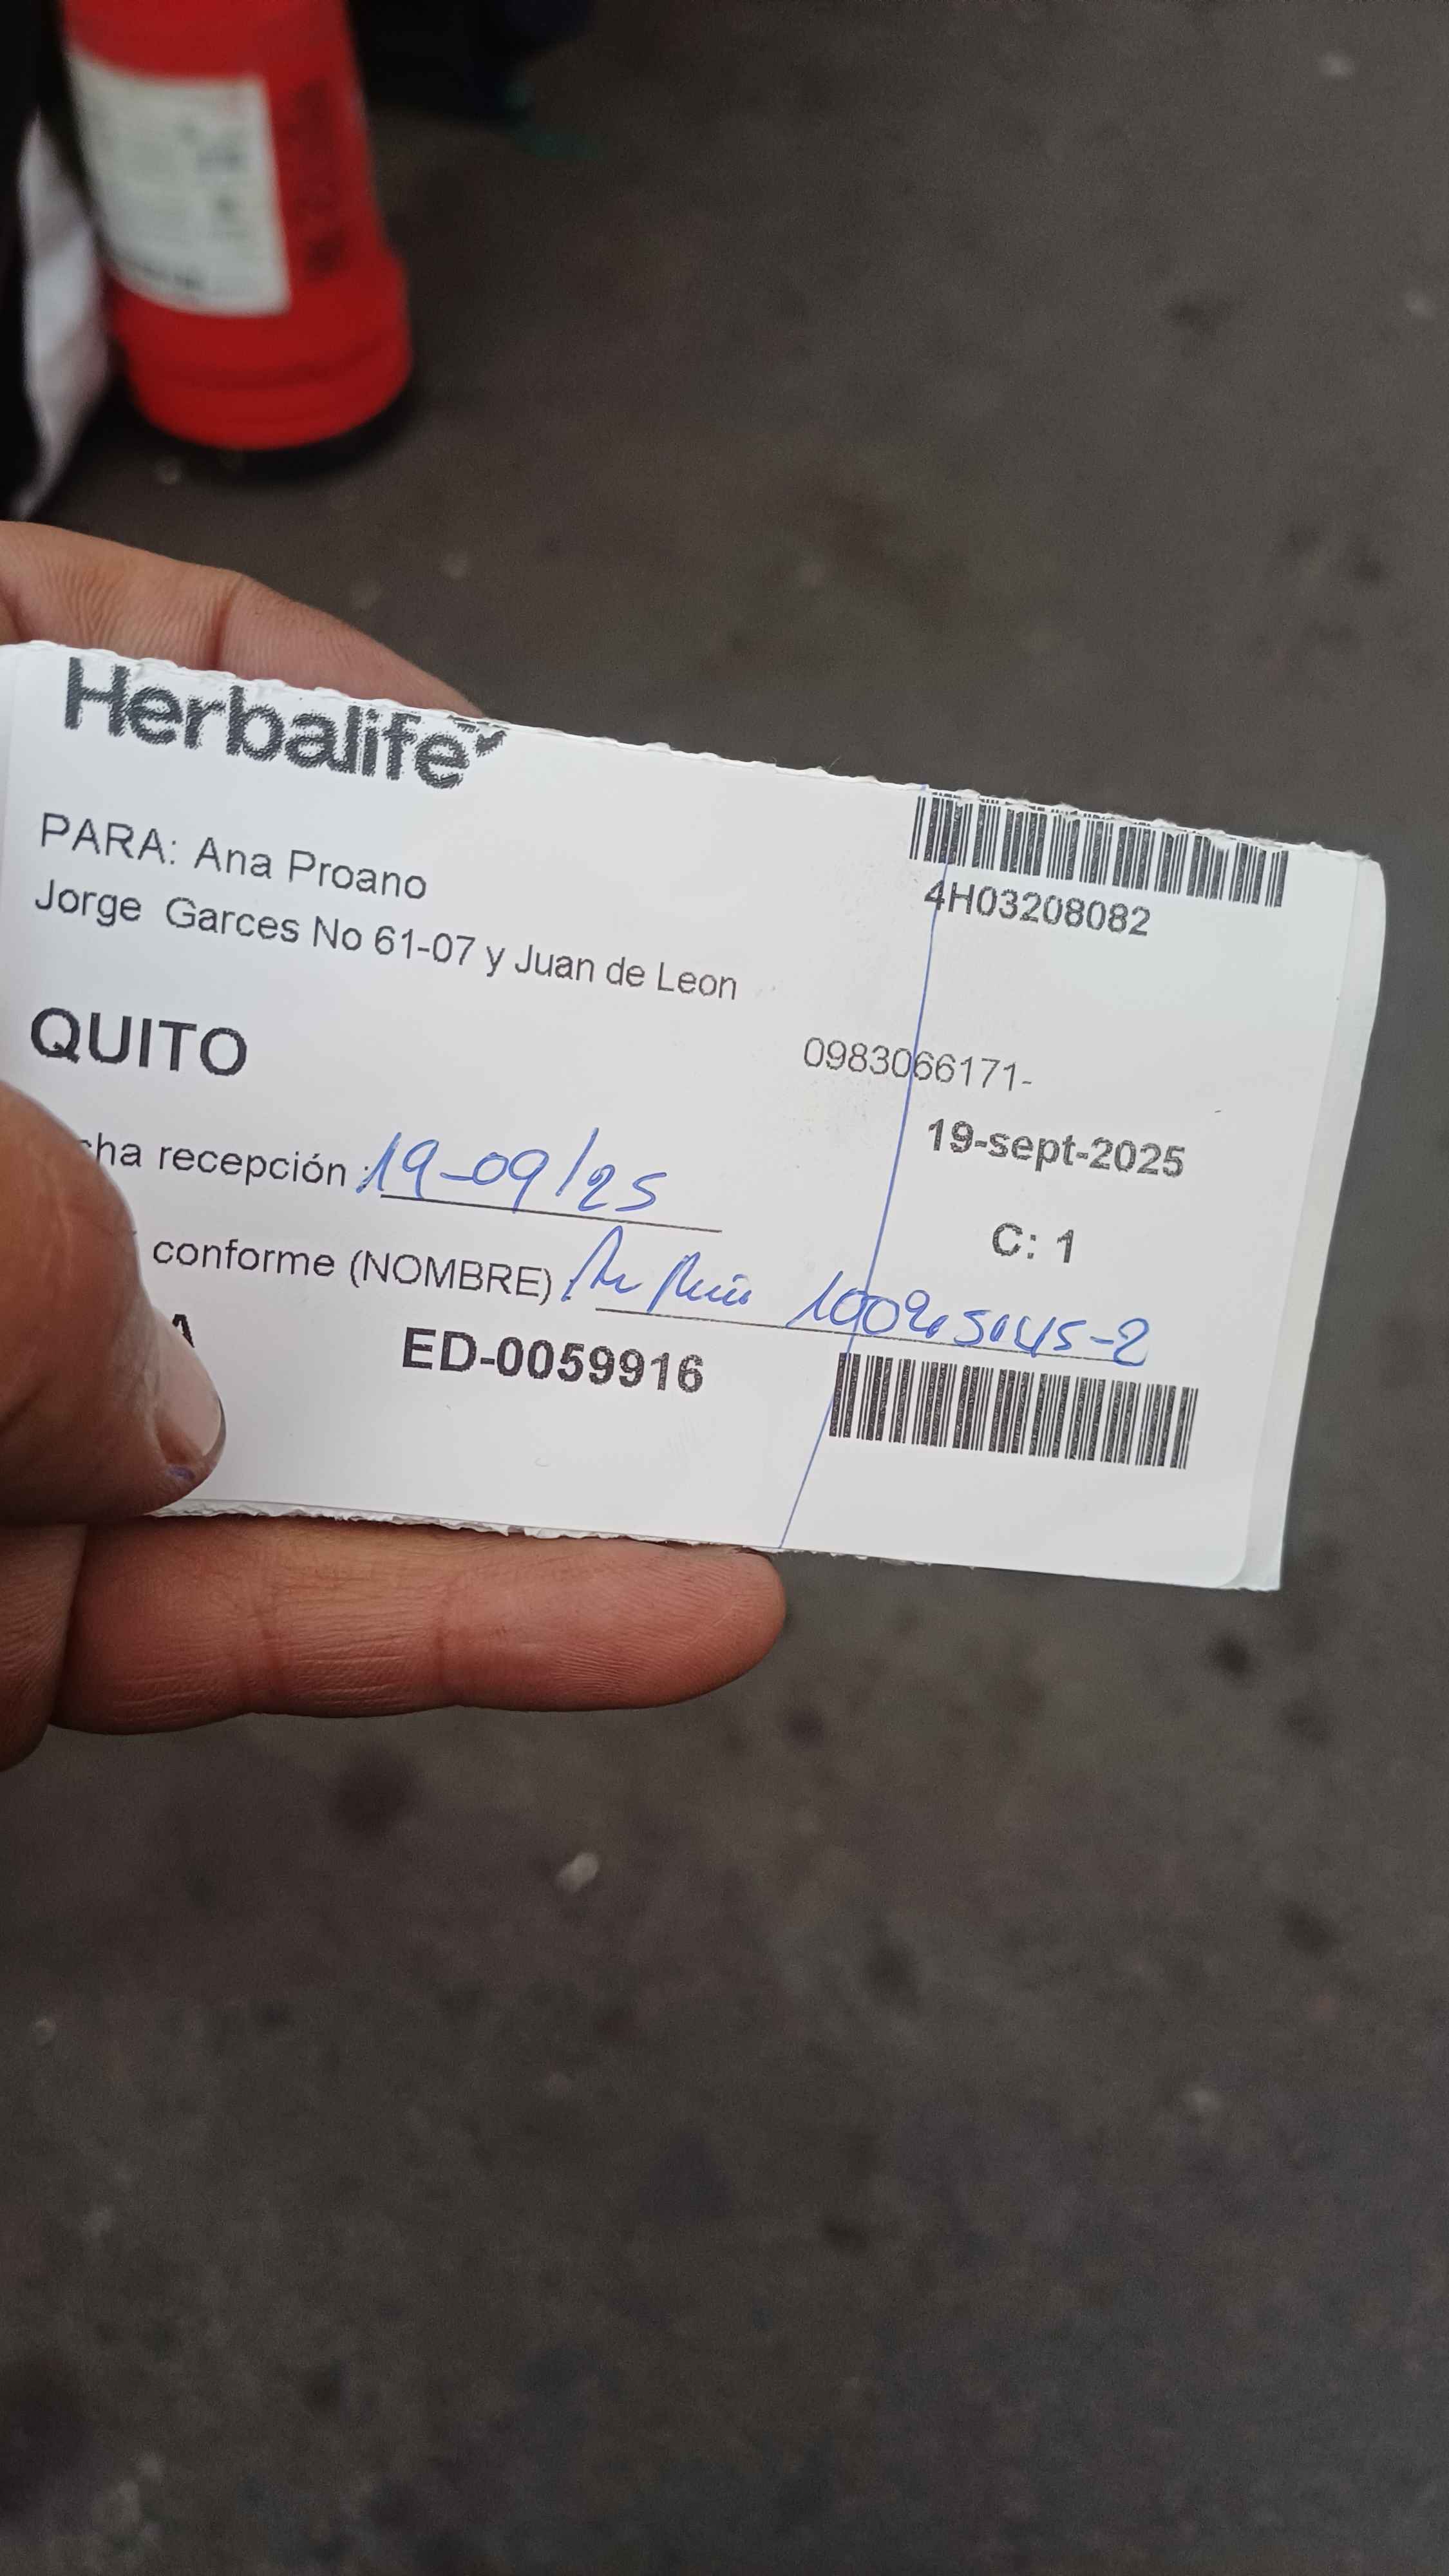 Herbalife
PARA: Ana Proano
4H03208082
Jorge Garces No 61-07 y Juan de Leon
QUITO
0983066171-
19-sept-2025
cha recepción : 19-09/25
C: 1
conforme (NOMBRE)
A
ED-0059916